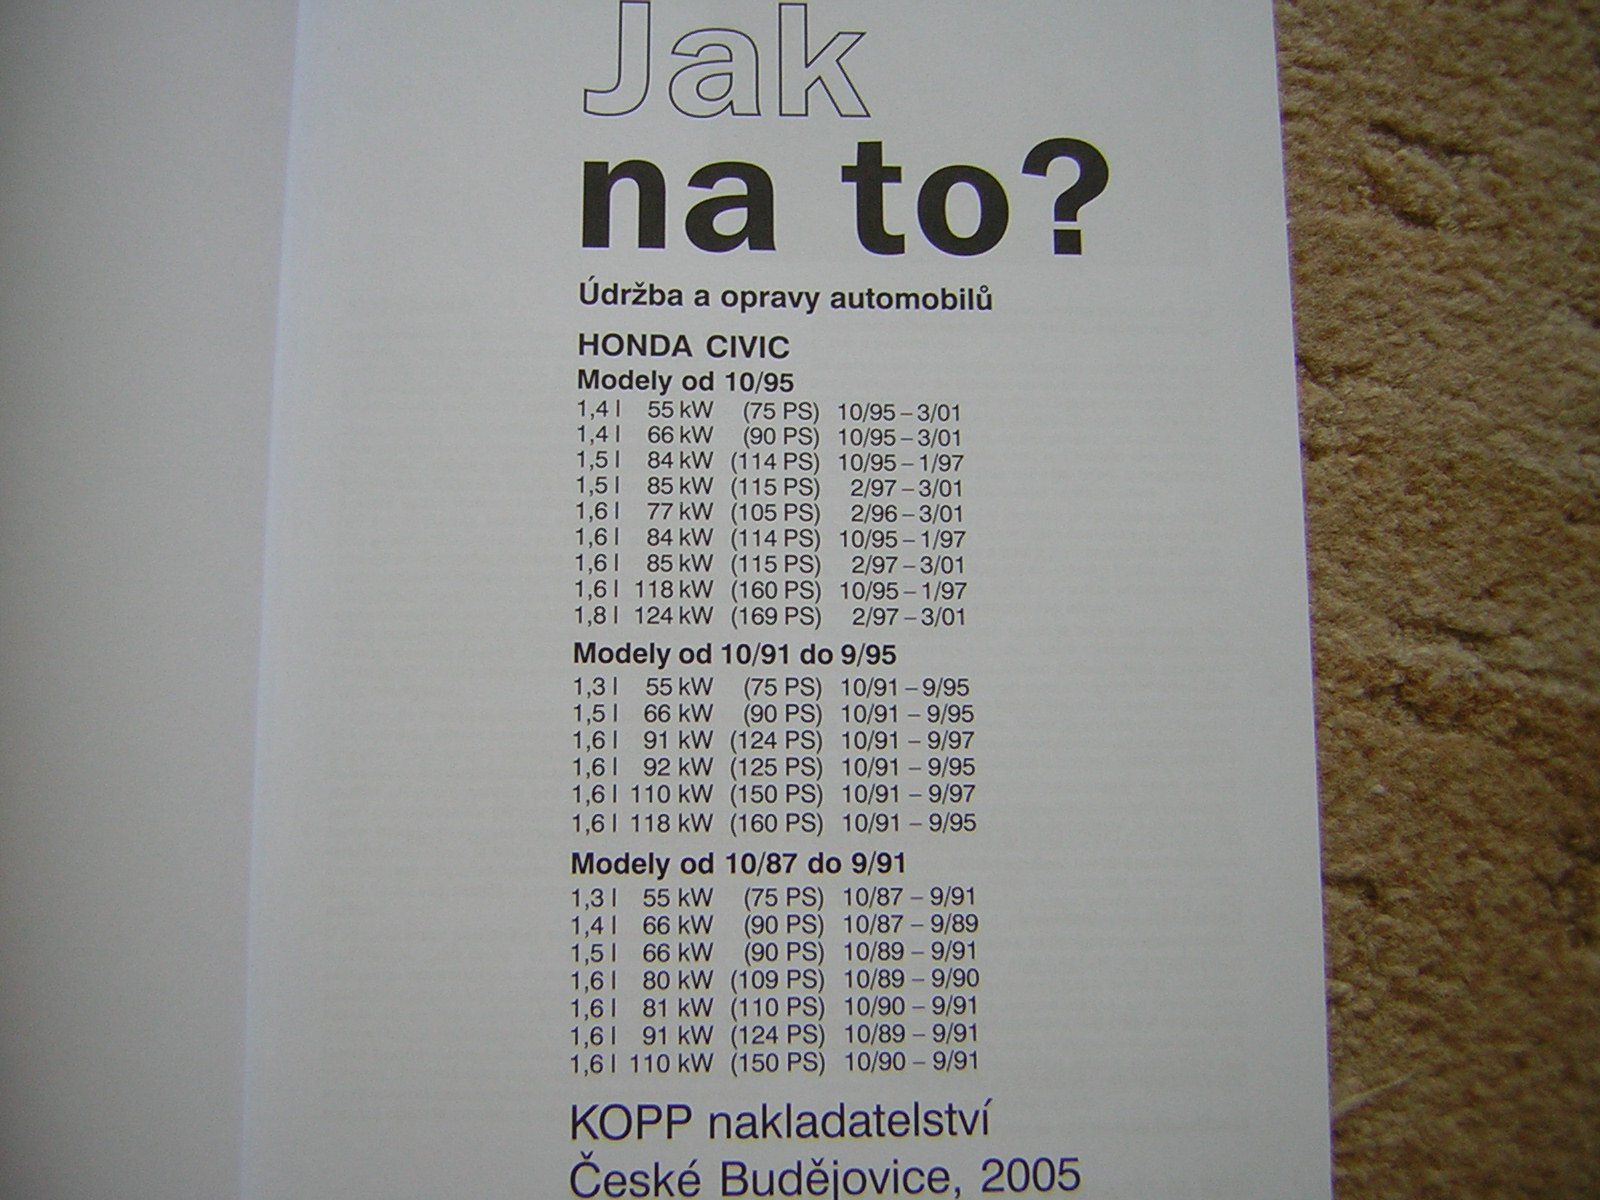 Jak
na to?
Údržba a opravy automobilů
HONDA CIVIC
Modely od 10/95
1,4 l 55 kW (75 PS) 10/95 – 3/01
1,4 l 66 kW (90 PS) 10/95 – 3/01
1,5 l 84 kW (114 PS) 10/95 – 1/97
1,5 l 85 kW (115 PS) 2/97 – 3/01
1,6 l 77 kW (105 PS) 2/96 – 3/01
1,6 l 84 kW (114 PS) 10/95 – 1/97
1,6 l 85 kW (115 PS) 2/97 – 3/01
1,6 l 118 kW (160 PS) 10/95 – 1/97
1,8 l 124 kW (169 PS) 2/97 – 3/01
Modely od 10/91 do 9/95
1,3 l 55 kW (75 PS) 10/91 – 9/95
1,5 l 66 kW (90 PS) 10/91 – 9/95
1,6 l 91 kW (124 PS) 10/91 – 9/97
1,6 l 92 kW (125 PS) 10/91 – 9/95
1,6 l 110 kW (150 PS) 10/91 – 9/97
1,6 l 118 kW (160 PS) 10/91 – 9/95
Modely od 10/87 do 9/91
1,3 l 55 kW (75 PS) 10/87 – 9/91
1,4 l 66 kW (90 PS) 10/87 – 9/89
1,5 l 66 kW (90 PS) 10/89 – 9/91
1,6 l 80 kW (109 PS) 10/89 – 9/90
1,6 l 81 kW (110 PS) 10/90 – 9/91
1,6 l 91 kW (124 PS) 10/89 – 9/91
1,6 l 110 kW (150 PS) 10/90 – 9/91
KOPP nakladatelství
České Budějovice, 2005